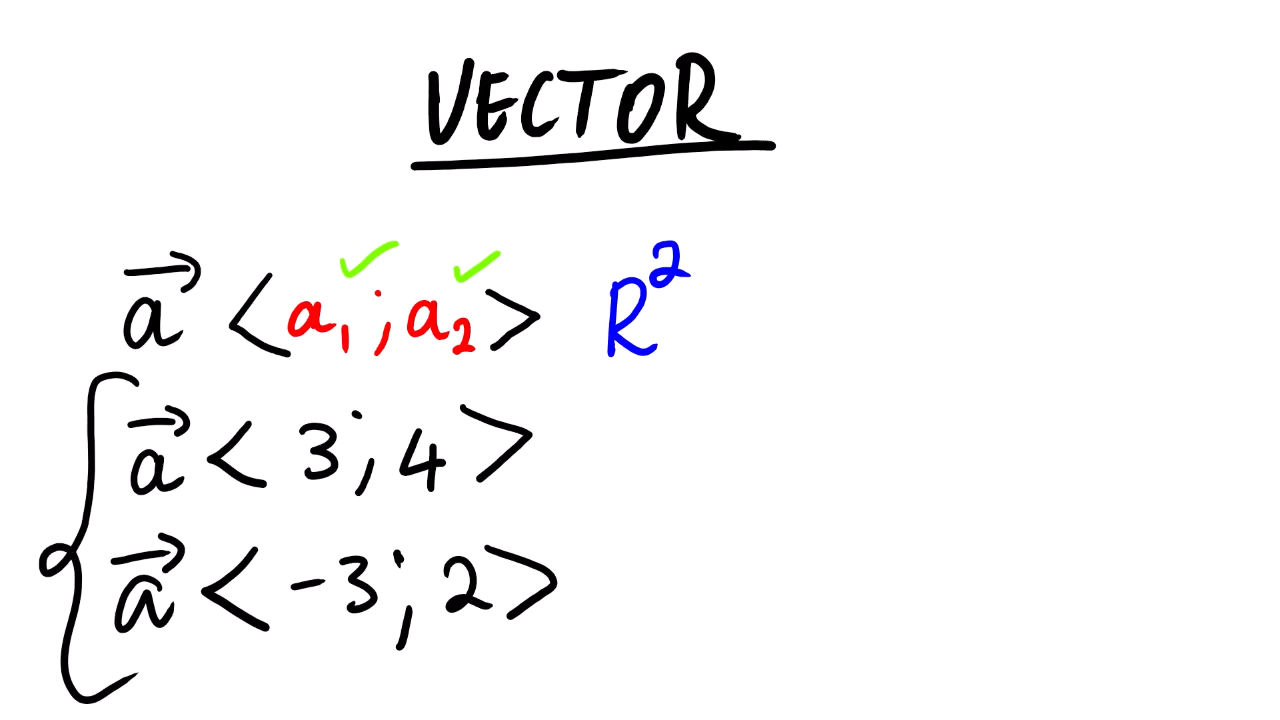 VECTOR
a⃗ <a₁; a₂> R²
a⃗ < 3; 4 >
a⃗ < -3; 2 >